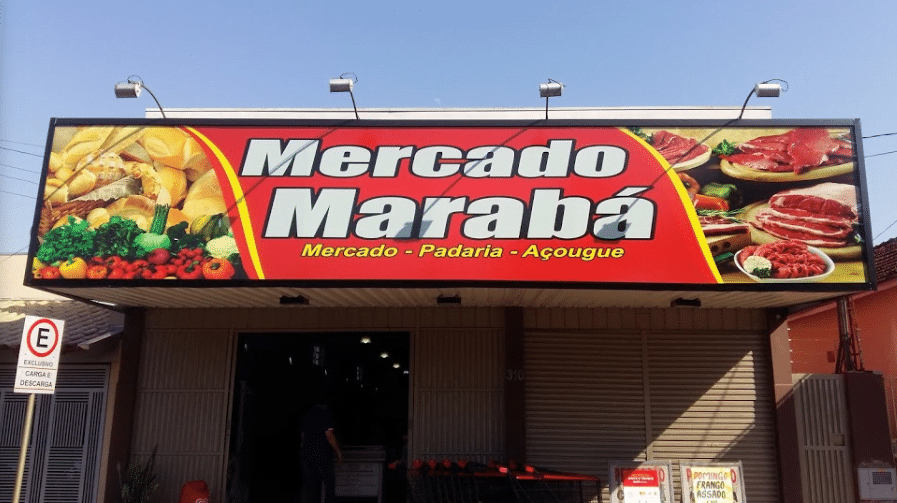 Mercado
Marabá
Mercado - Padaria - Açougue
E
EXCLUSIVO
CARGA E
DESCARGA
DOMINGO
FRANGO
ASSADO